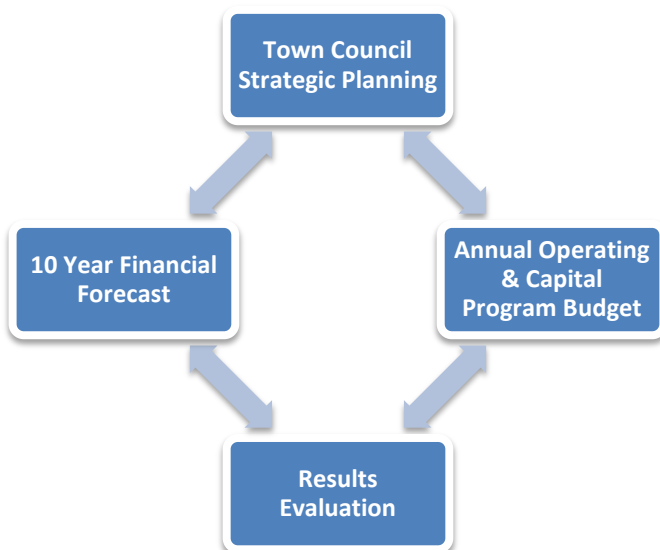 Town Council
Strategic Planning
10 Year Financial
Forecast
Annual Operating
& Capital
Program Budget
Results
Evaluation